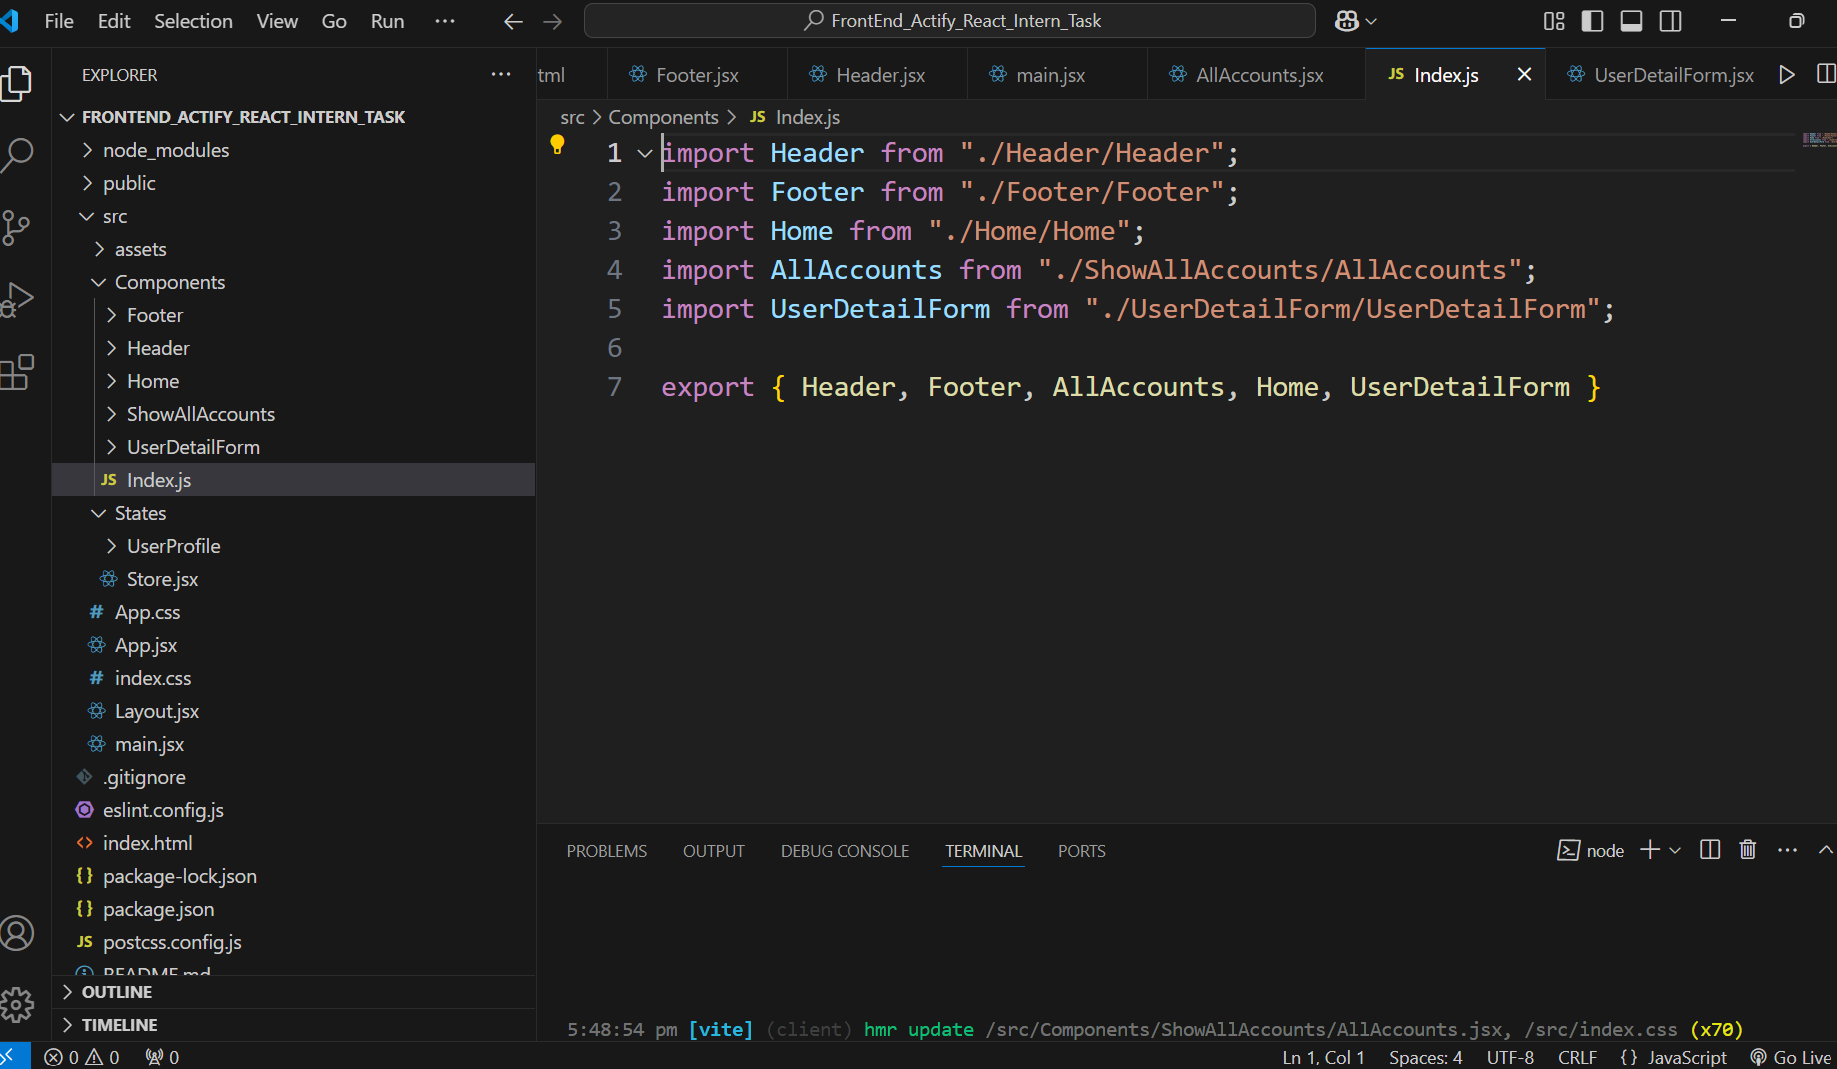 File Edit Selection View Go Run ··· FrontEnd_Actify_React_Intern_Task
EXPLORER
FRONTEND_ACTIFY_REACT_INTERN_TASK
node_modules
public
src
assets
Components
Footer
Header
Home
ShowAllAccounts
UserDetailForm
JS Index.js
States
UserProfile
Store.jsx
# App.css
App.jsx
# index.css
Layout.jsx
main.jsx
.gitignore
eslint.config.js
<> index.html
{} package-lock.json
{} package.json
JS postcss.config.js
README.md
OUTLINE
TIMELINE
tml Footer.jsx Header.jsx main.jsx AllAccounts.jsx JS Index.js UserDetailForm.jsx
src > Components > JS Index.js
1 import Header from "./Header/Header";
2 import Footer from "./Footer/Footer";
3 import Home from "./Home/Home";
4 import AllAccounts from "./ShowAllAccounts/AllAccounts";
5 import UserDetailForm from "./UserDetailForm/UserDetailForm";
6
7 export { Header, Footer, AllAccounts, Home, UserDetailForm }
PROBLEMS OUTPUT DEBUG CONSOLE TERMINAL PORTS node
5:48:54 pm [vite] (client) hmr update /src/Components/ShowAllAccounts/AllAccounts.jsx, /src/index.css (x70)
0 0 0 Ln 1, Col 1 Spaces: 4 UTF-8 CRLF {} JavaScript Go Live